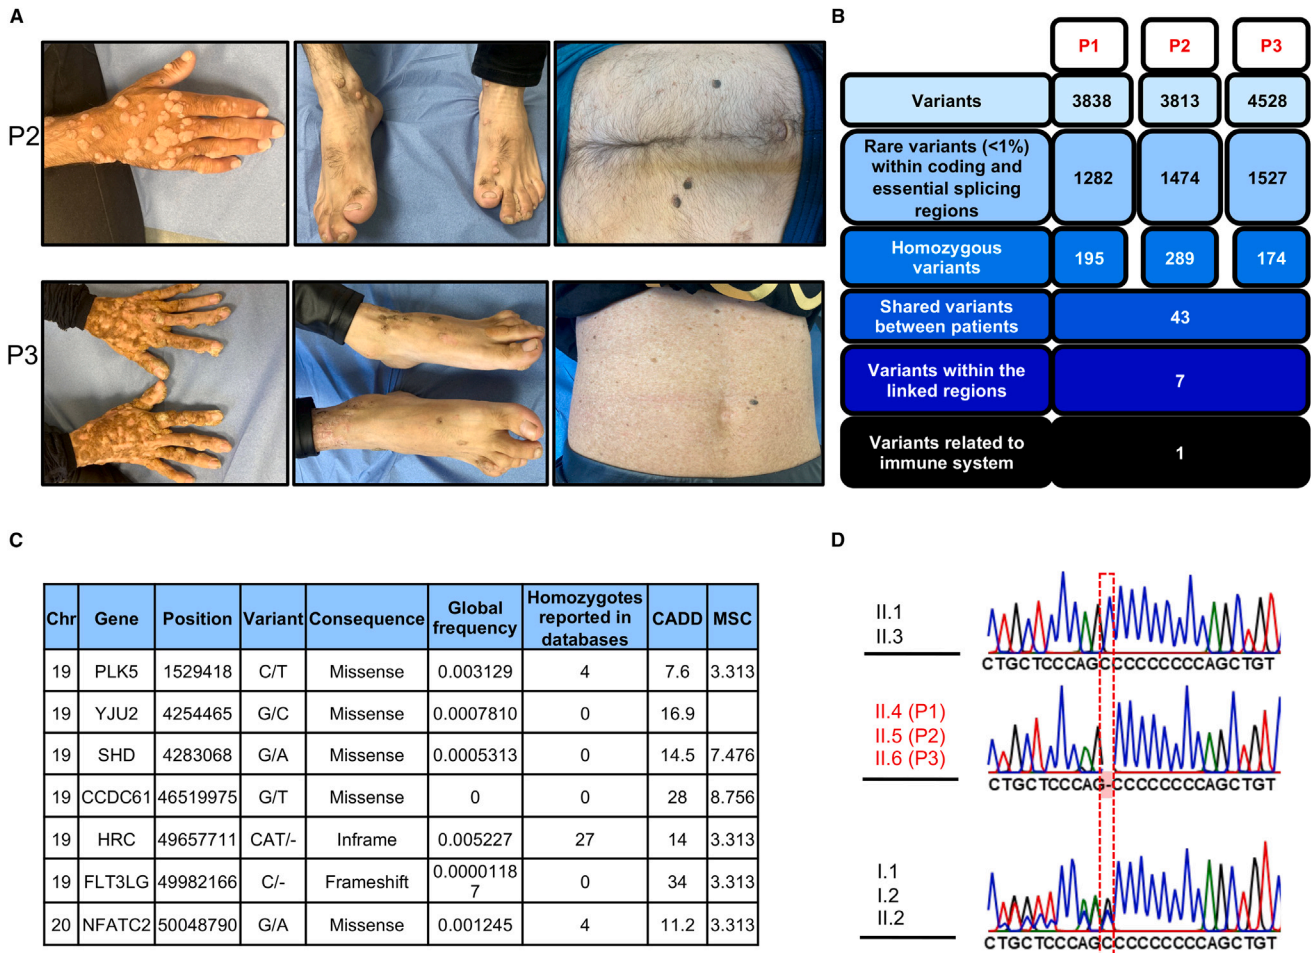 A
P2
P3
B
P1 P2 P3
Variants 3838 3813 4528
Rare variants (<1%)
within coding and
essential splicing
regions
1282 1474 1527
Homozygous
variants
195 289 174
Shared variants
between patients
43
Variants within the
linked regions
7
Variants related to
immune system
1
C
Chr Gene Position Variant Consequence Global
frequency
Homozygotes
reported in
databases
CADD MSC
19 PLK5 1529418 C/T Missense 0.003129 4 7.6 3.313
19 YJU2 4254465 G/C Missense 0.0007810 0 16.9
19 SHD 4283068 G/A Missense 0.0005313 0 14.5 7.476
19 CCDC61 46519975 G/T Missense 0 0 28 8.756
19 HRC 49657711 CAT/- Inframe 0.005227 27 14 3.313
19 FLT3LG 49982166 C/- Frameshift 0.0000118
7
0 34 3.313
20 NFATC2 50048790 G/A Missense 0.001245 4 11.2 3.313
D
II.1
II.3
CTGCTCCCAGCCCCCCCCCAGCTGT
II.4 (P1)
II.5 (P2)
II.6 (P3)
CTGCTCCCAG-CCCCCCCCAGCTGT
I.1
I.2
II.2
CTGCTCCCAGCCCCCCCCCAGCTGT